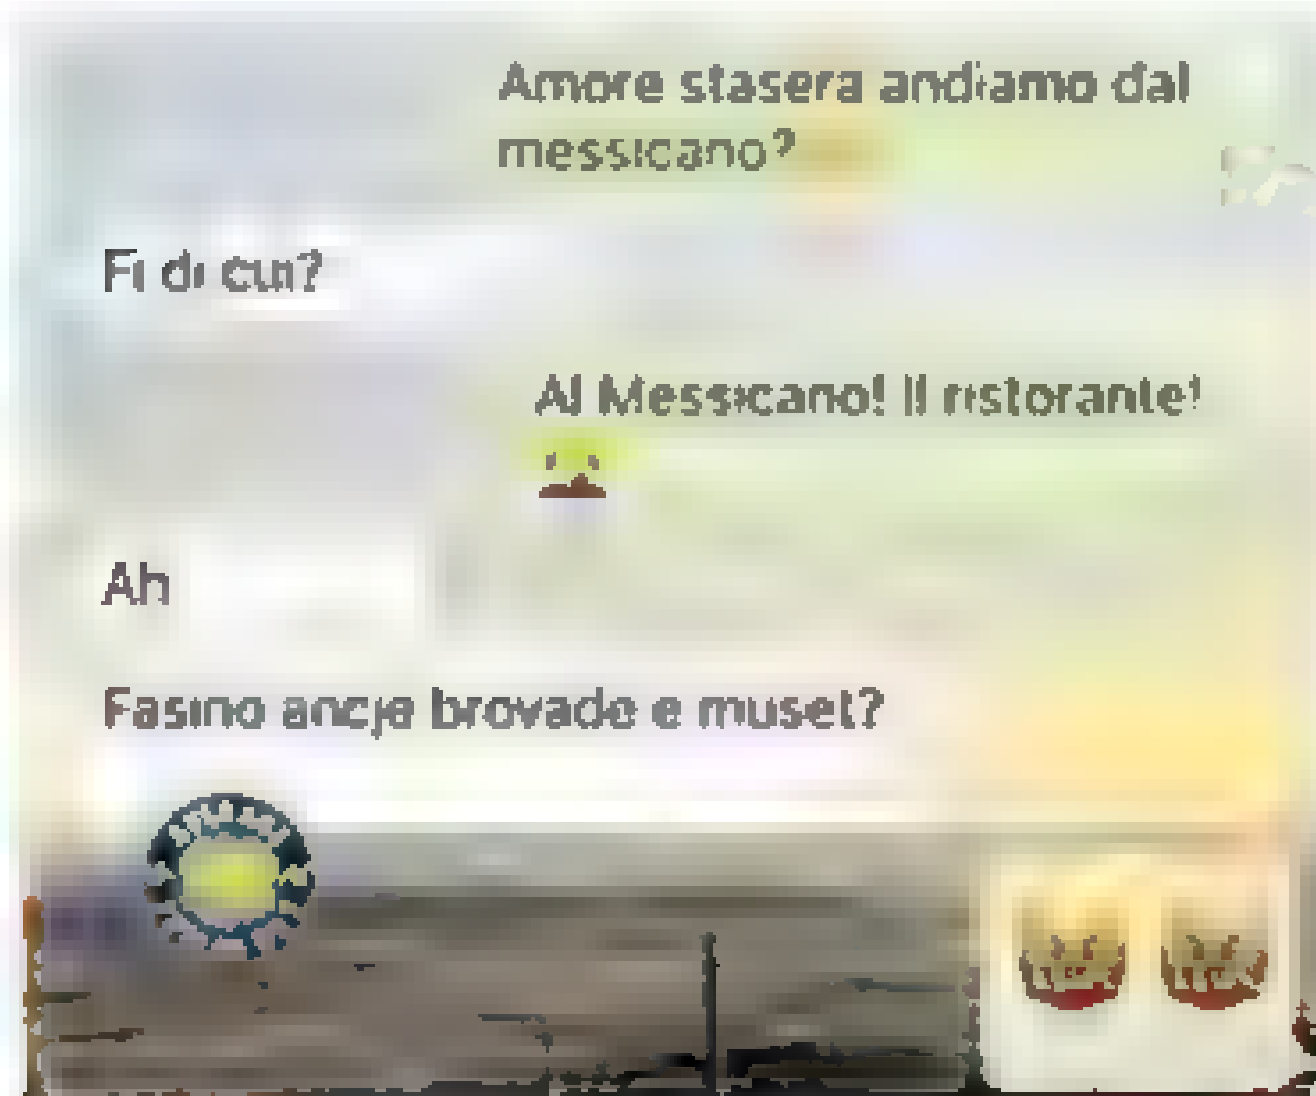 Amore stasera andiamo dal
messicano?
Fi di cui?
Al Messicano! Il ristorante!
Ah
Fasino ancje brovade e muset?